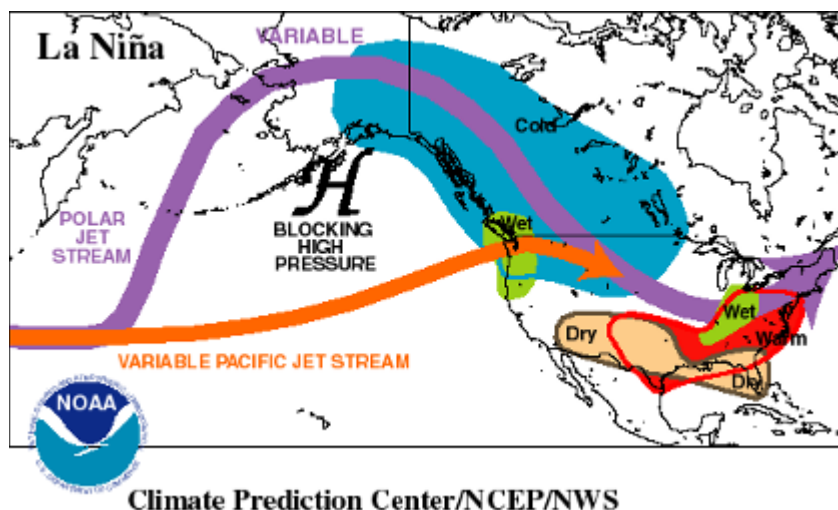 La Niña
VARIABLE
Cold
POLAR
JET
STREAM
H
BLOCKING
HIGH
PRESSURE
Wet
Wet
Dry
Warm
Dry
VARIABLE PACIFIC JET STREAM
NOAA
Climate Prediction Center/NCEP/NWS